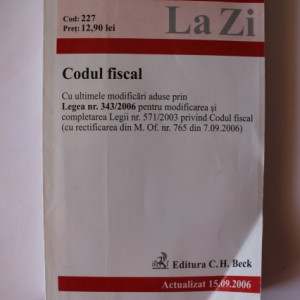 Cod: 227
Preţ: 12,90 lei
La Zi
Codul fiscal
Cu ultimele modificări aduse prin
Legea nr. 343/2006 pentru modificarea şi
completarea Legii nr. 571/2003 privind Codul fiscal
(cu rectificarea din M. Of. nr. 765 din 7.09.2006)
Editura C. H. Beck
Actualizat 15.09.2006